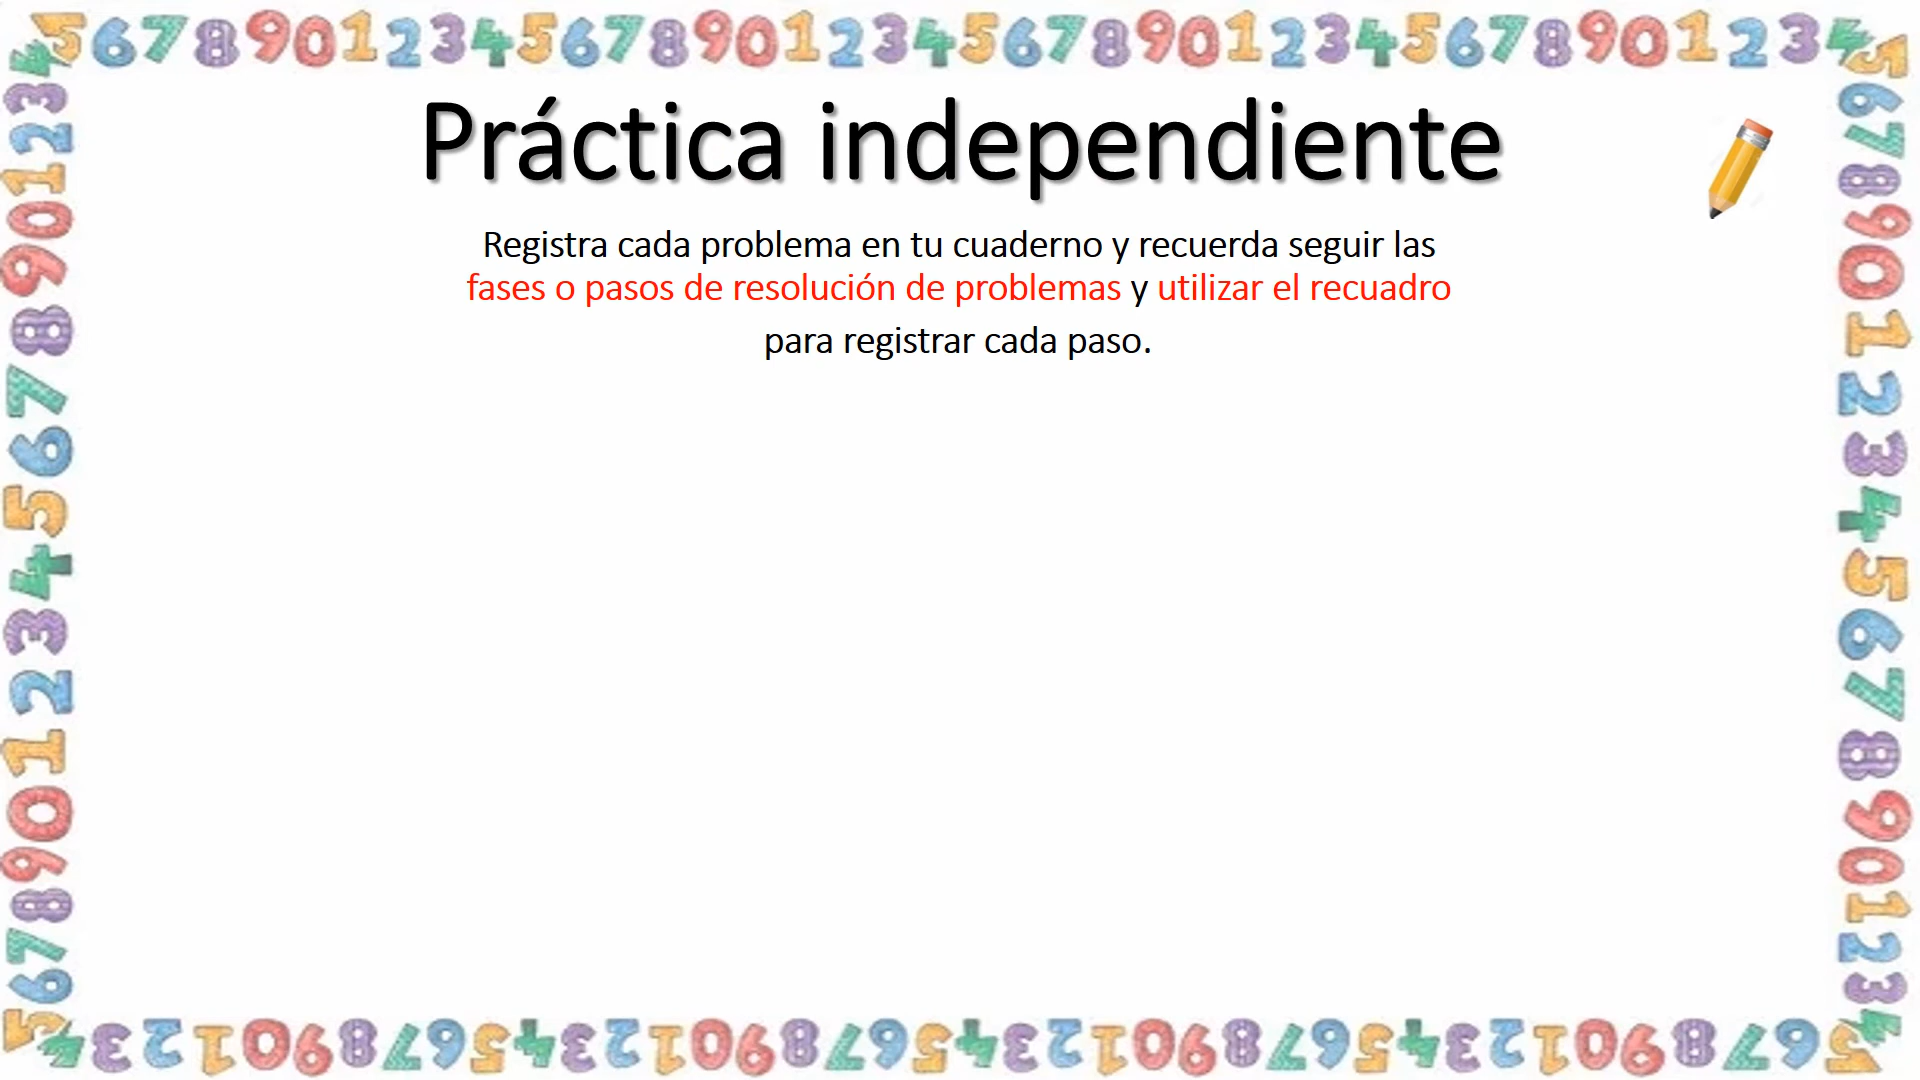 5678901234567890123456789012345678901234
Práctica independiente
Registra cada problema en tu cuaderno y recuerda seguir las
fases o pasos de resolución de problemas y utilizar el recuadro
para registrar cada paso.